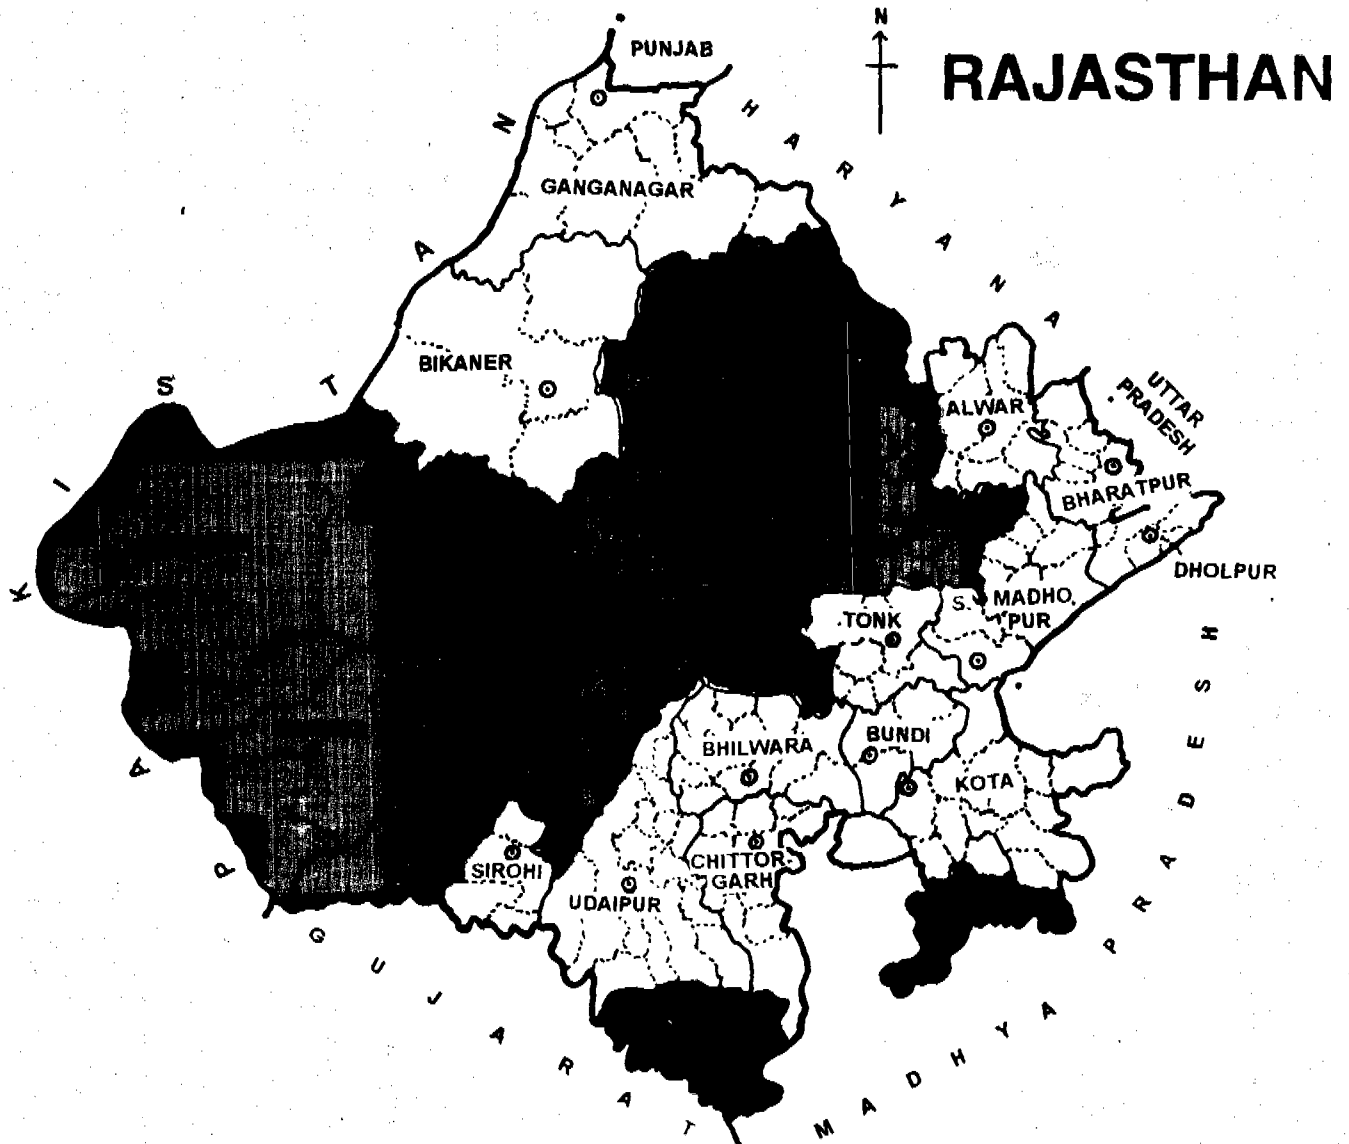 N
RAJASTHAN
PUNJAB
HARYANA
PAKISTAN
GANGANAGAR
BIKANER
ALWAR
UTTAR
PRADESH
BHARATPUR
DHOLPUR
S. MADHO
PUR
TONK
BUNDI
BHILWARA
KOTA
CHITTOR-
GARH
SIROHI
UDAIPUR
GUJARAT
MADHYA PRADESH